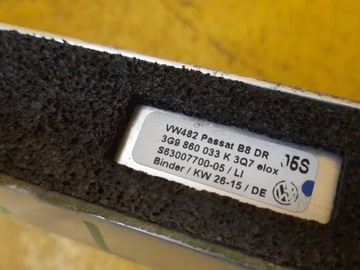 VW482 Passat B8 DR
3G9 860 033 K 3Q7 elox
S63007700-05 / LI
Binder / KW 26-15 / DE
05S